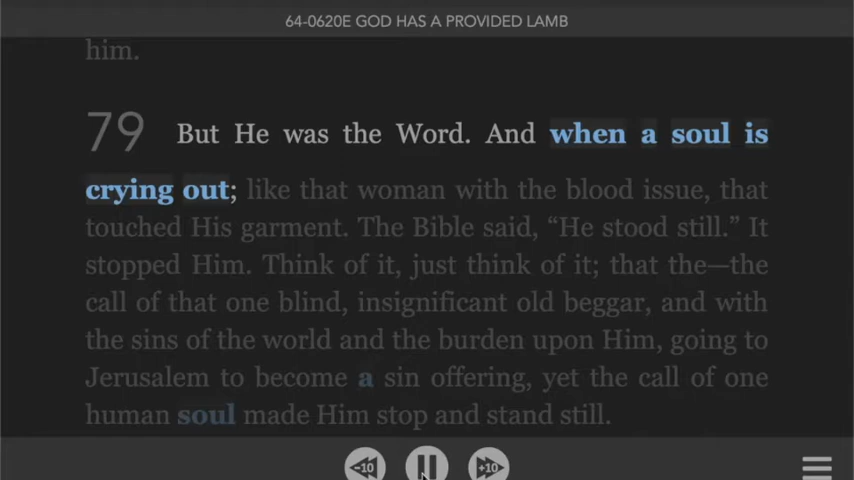 64-0620E GOD HAS A PROVIDED LAMB
him.
79 But He was the Word. And when a soul is
crying out; like that woman with the blood issue, that
touched His garment. The Bible said, “He stood still.” It
stopped Him. Think of it, just think of it; that the—the
call of that one blind, insignificant old beggar, and with
the sins of the world and the burden upon Him, going to
Jerusalem to become a sin offering, yet the call of one
human soul made Him stop and stand still.
-10 +10